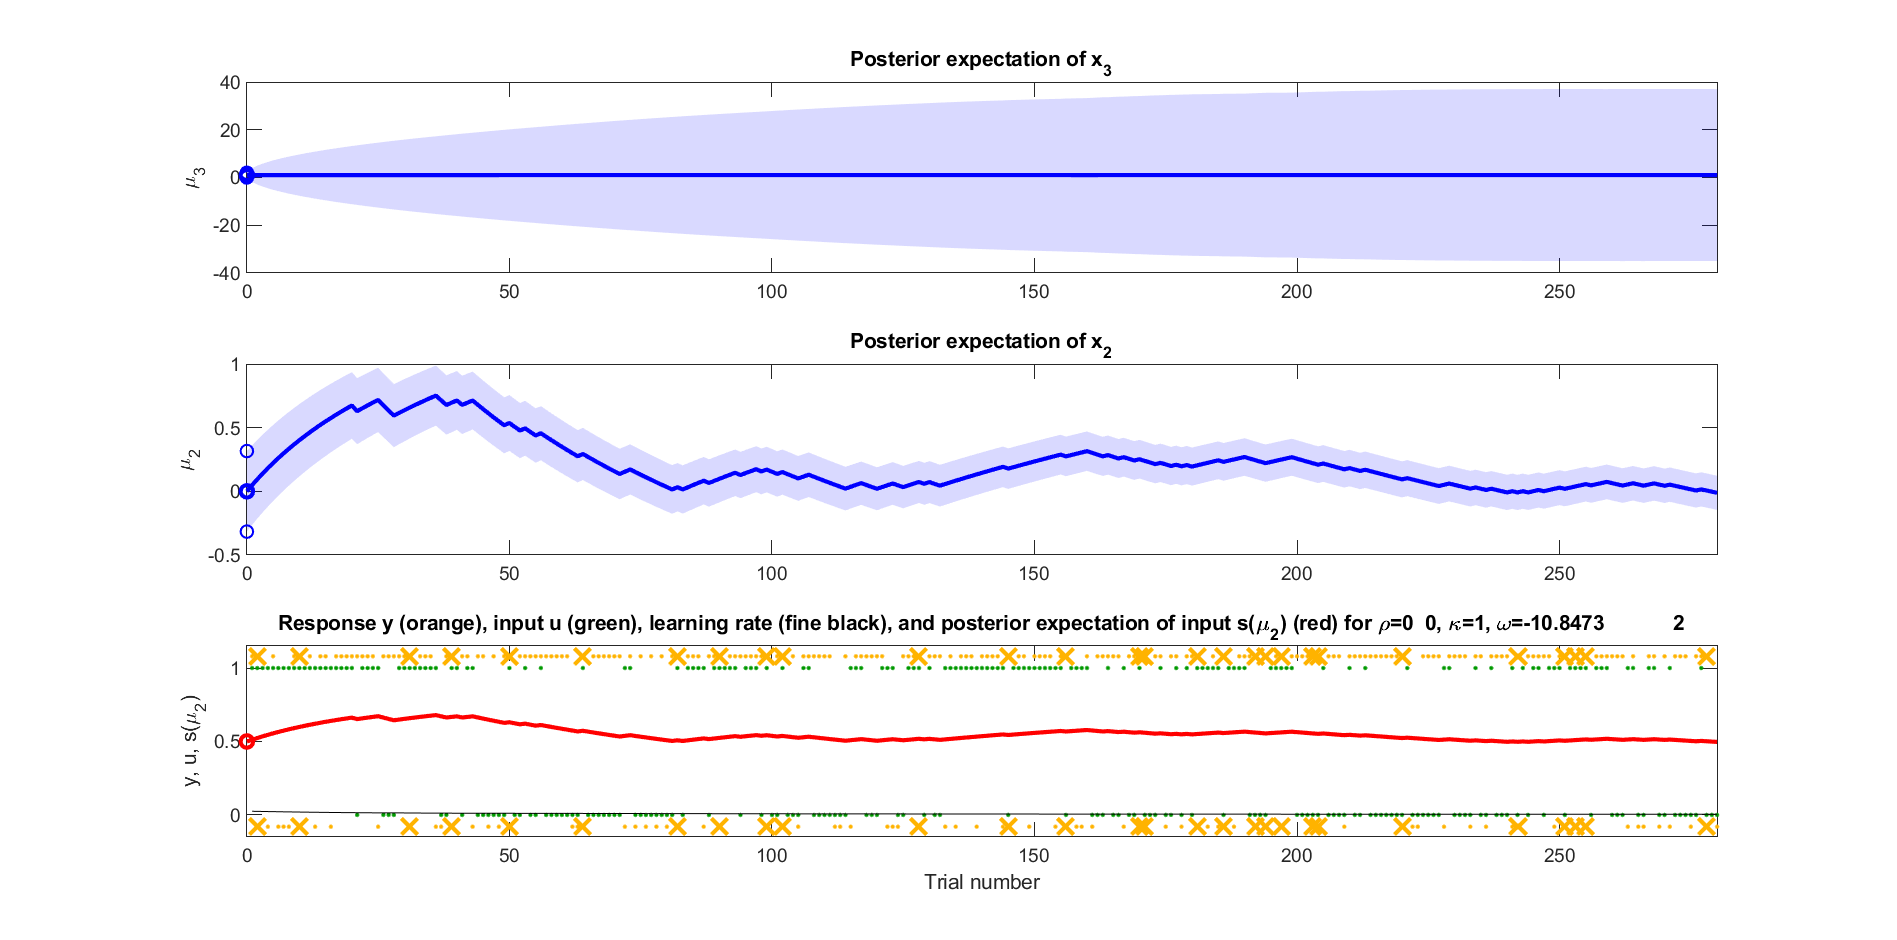 Posterior expectation of x3
40
20
0
-20
-40
μ3
0 50 100 150 200 250
Posterior expectation of x2
1
0.5
0
-0.5
μ2
0 50 100 150 200 250
Response y (orange), input u (green), learning rate (fine black), and posterior expectation of input s(μ2) (red) for ρ=0 0, κ=1, ω=-10.8473 2
1
0.5
0
y, u, s(μ2)
0 50 100 150 200 250
Trial number